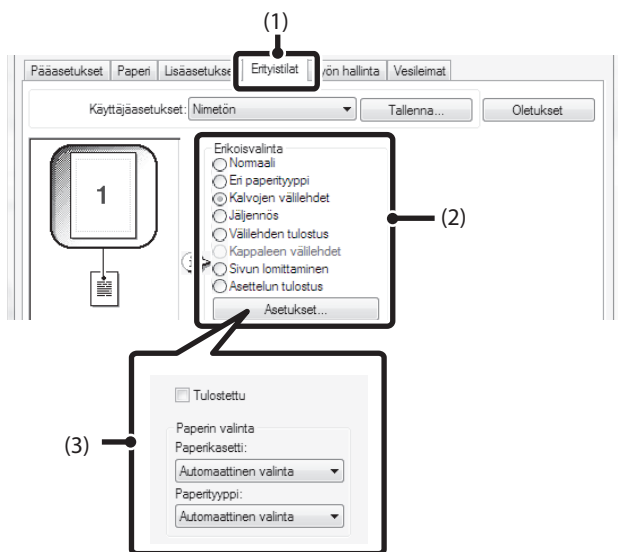 (1)
Pääasetukset Paperi Lisäasetukse Erityistilat yön hallinta Vesileimat
Käyttäjäasetukset: Nimetön Tallenna... Oletukset
Erikoisvalinta
Normaali
Eri paperityyppi
Kalvojen välilehdet
Jäljennös
Välilehden tulostus
Kappaleen välilehdet
Sivun lomittaminen
Asettelun tulostus
Asetukset...
1
(2)
Tulostettu
Paperin valinta
Paperikasetti:
Automaattinen valinta
Paperityyppi:
Automaattinen valinta
(3)